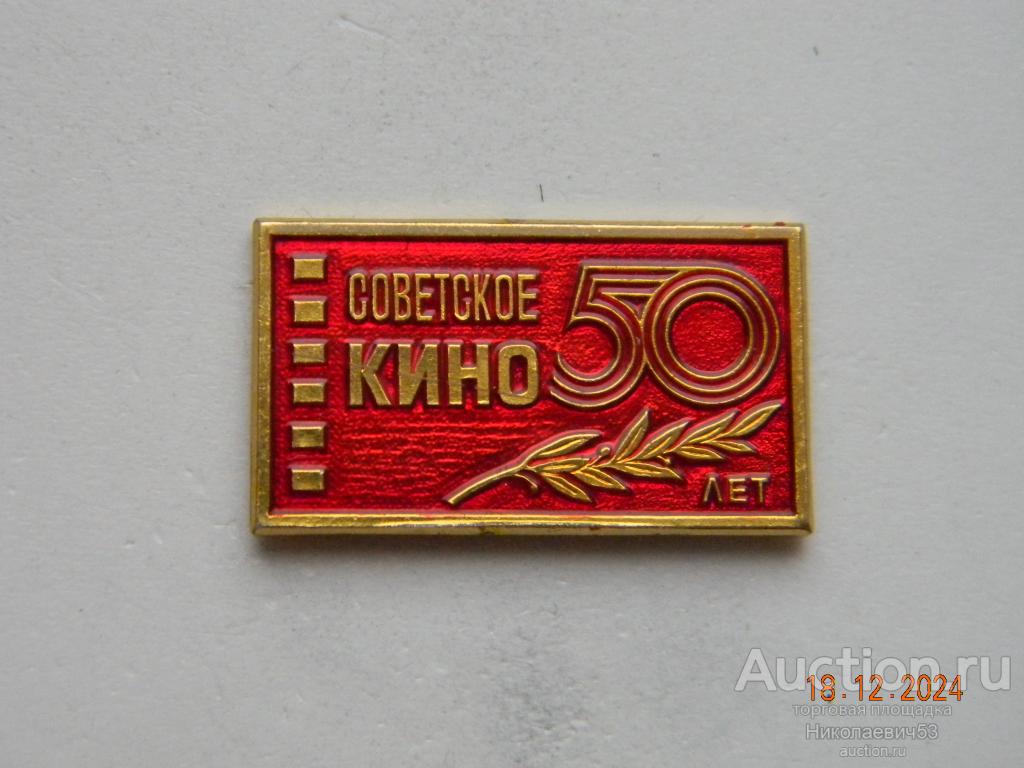 СОВЕТСКОЕ 50
КИНО
ЛЕТ
Auction.ru
18.12.2024
торговая площадка
Николаевич53
auction.ru